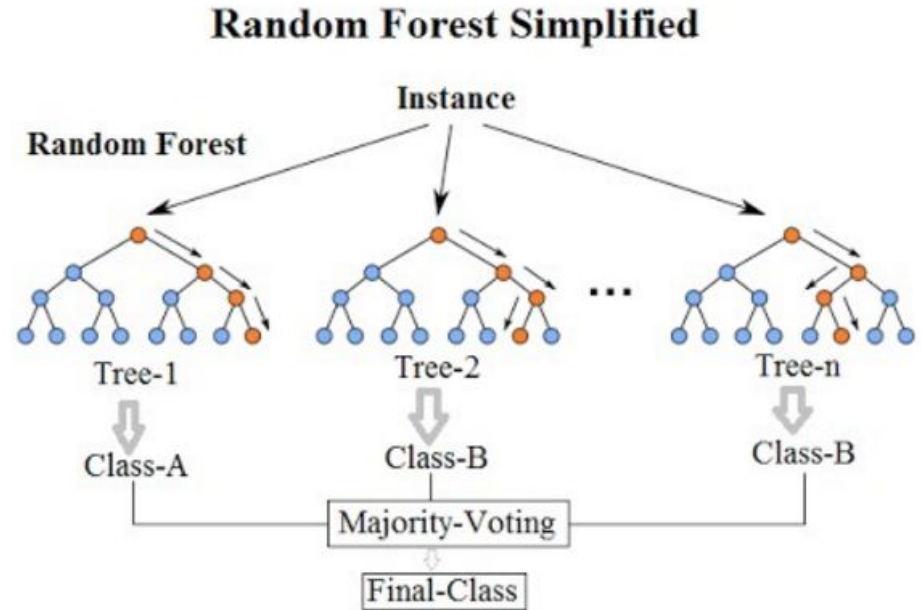 Random Forest Simplified
Instance
Random Forest
...
Tree-1
Tree-2
Tree-n
Class-A
Class-B
Class-B
Majority-Voting
Final-Class